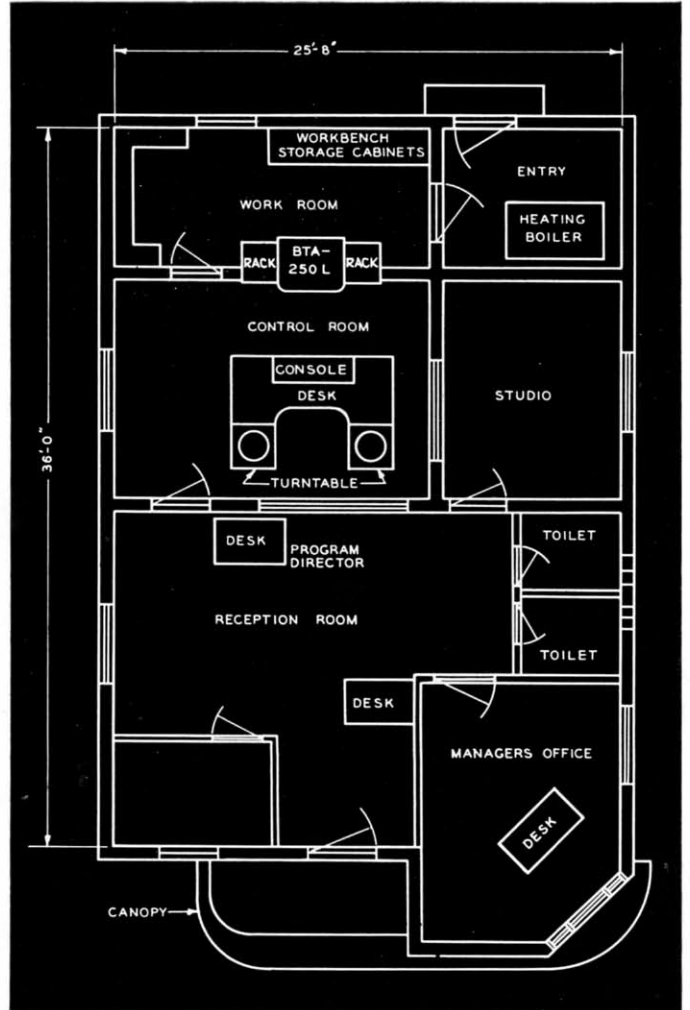 25'-8"
WORKBENCH
STORAGE CABINETS
ENTRY
WORK ROOM
HEATING
BOILER
RACK
BTA-
250 L
RACK
CONTROL ROOM
CONSOLE
DESK
STUDIO
36'-0"
TURNTABLE
DESK
PROGRAM
DIRECTOR
TOILET
RECEPTION ROOM
TOILET
DESK
MANAGERS OFFICE
DESK
CANOPY